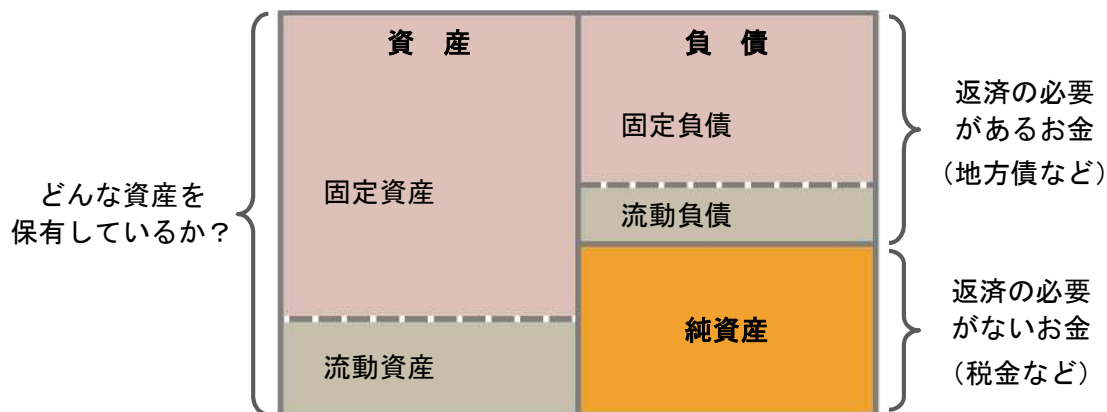 どんな資産を
保有しているか？
資　産
固定資産
流動資産
負　債
固定負債
流動負債
純資産
返済の必要
があるお金
（地方債など）
返済の必要
がないお金
（税金など）